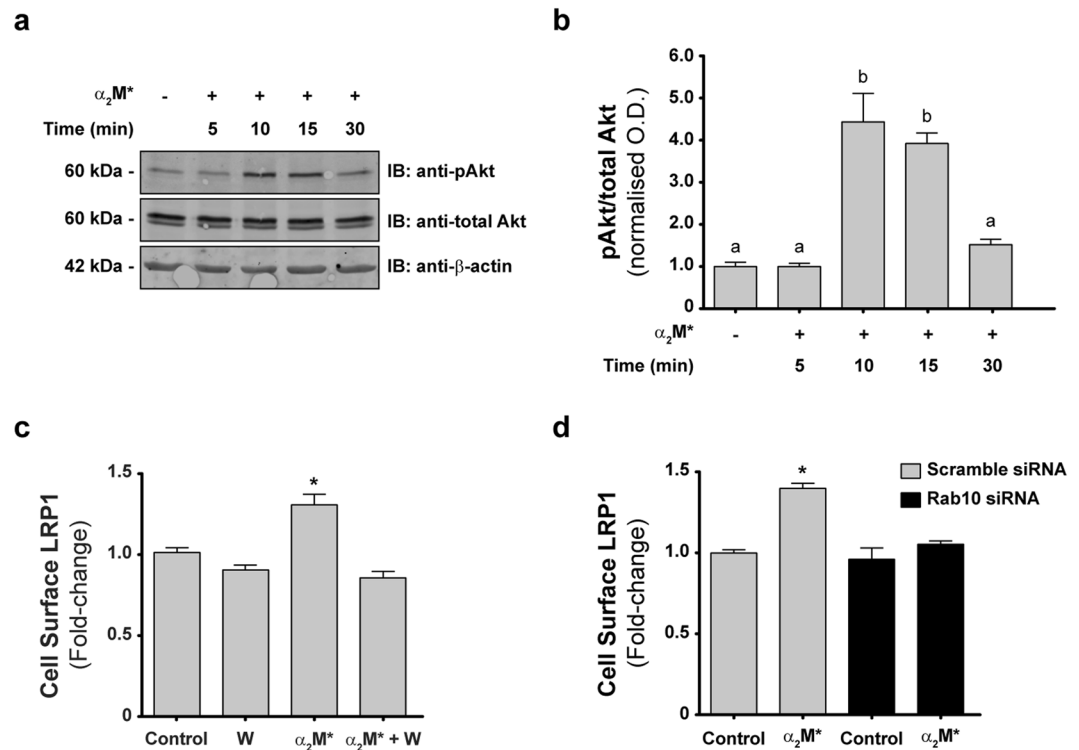 a
α₂M* - + + + +
Time (min) 5 10 15 30
60 kDa - IB: anti-pAkt
60 kDa - IB: anti-total Akt
42 kDa - IB: anti-β-actin
b
pAkt/total Akt
(normalised O.D.)
6.0
5.0
4.0
3.0
2.0
1.0
0
a a b b a
α₂M* - + + + +
Time (min) 5 10 15 30
c
Cell Surface LRP1
(Fold-change)
1.5
1.0
0.5
0
*
Control W α₂M* α₂M* + W
d
Cell Surface LRP1
(Fold-change)
1.5
1.0
0.5
0
*
Scramble siRNA
Rab10 siRNA
Control α₂M* Control α₂M*